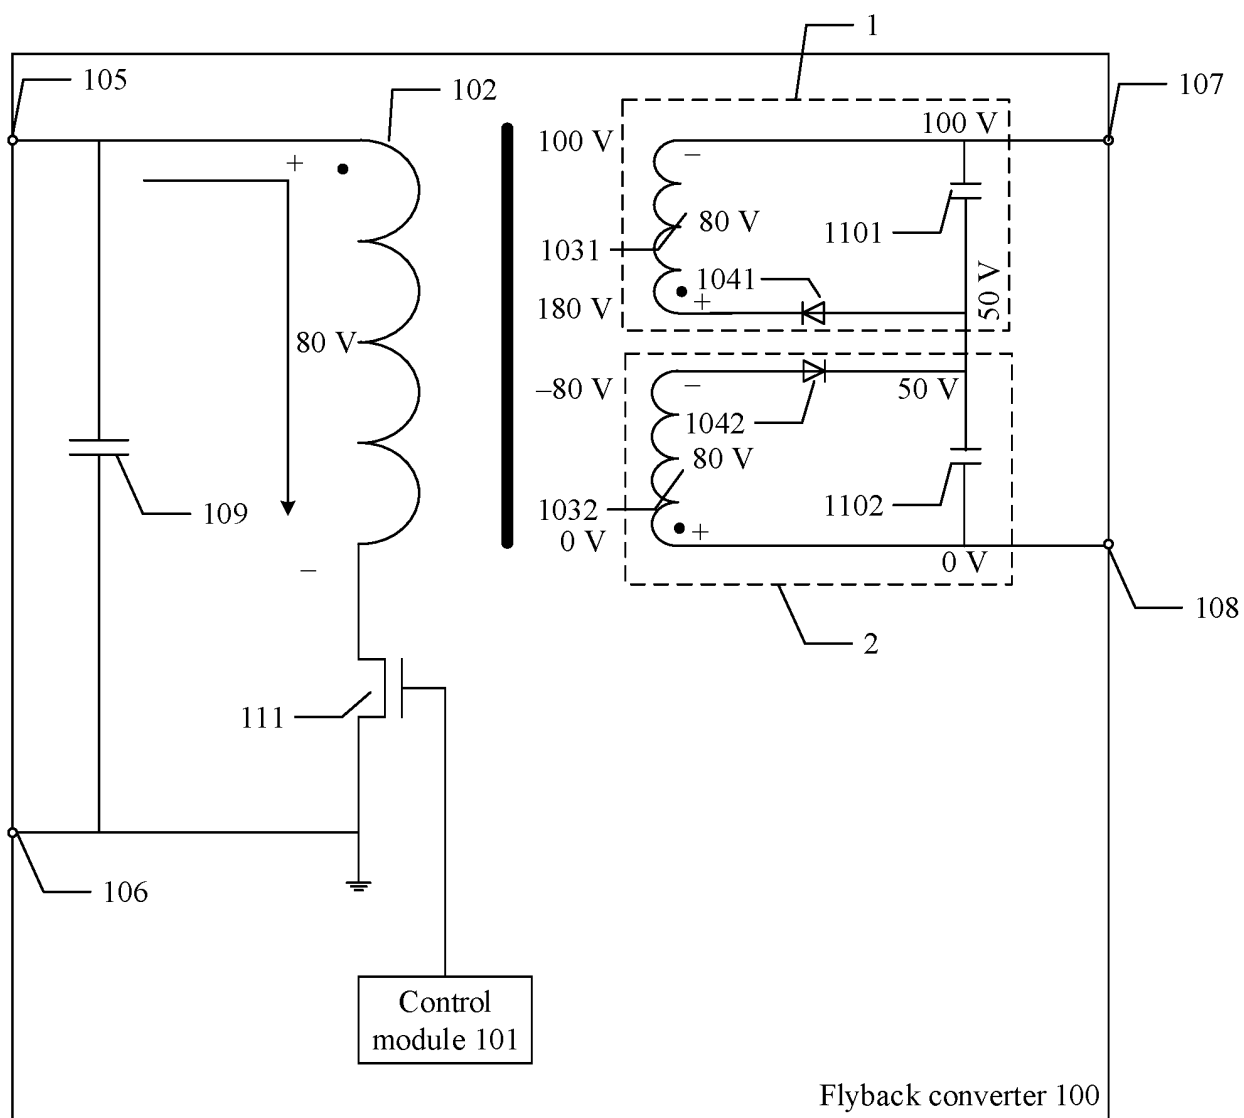 1
105
102
107
100 V
100 V
+
–
1101
80 V
1031
1041
50 V
180 V
+
80 V
–80 V
–
50 V
1042
80 V
109
1032
1102
0 V
+
0 V
–
108
2
111
106
Control
module 101
Flyback converter 100